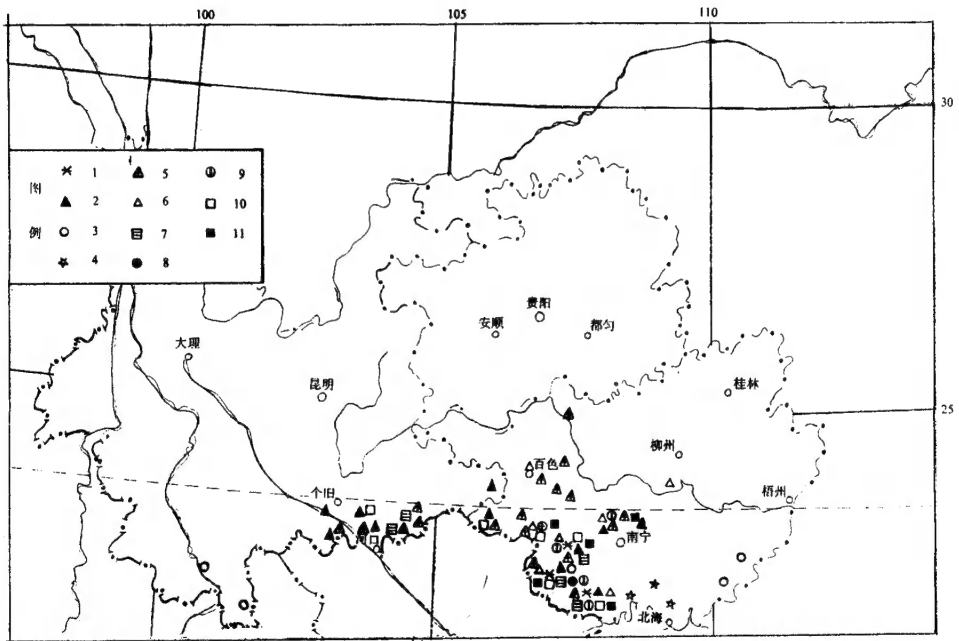 100 105 110
30
图 1 5 9
2 6 10
例 3 7 11
4 8
贵阳
安顺 都匀
大理
昆明 桂林
25
柳州
百色
个旧 梧州
河口 南宁
北海